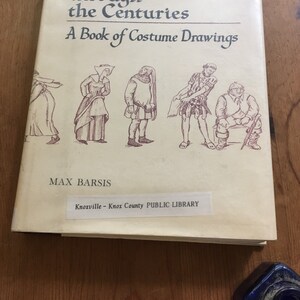 the Centuries
A Book of Costume Drawings
MAX BARSIS
Knoxville - Knox County PUBLIC LIBRARY